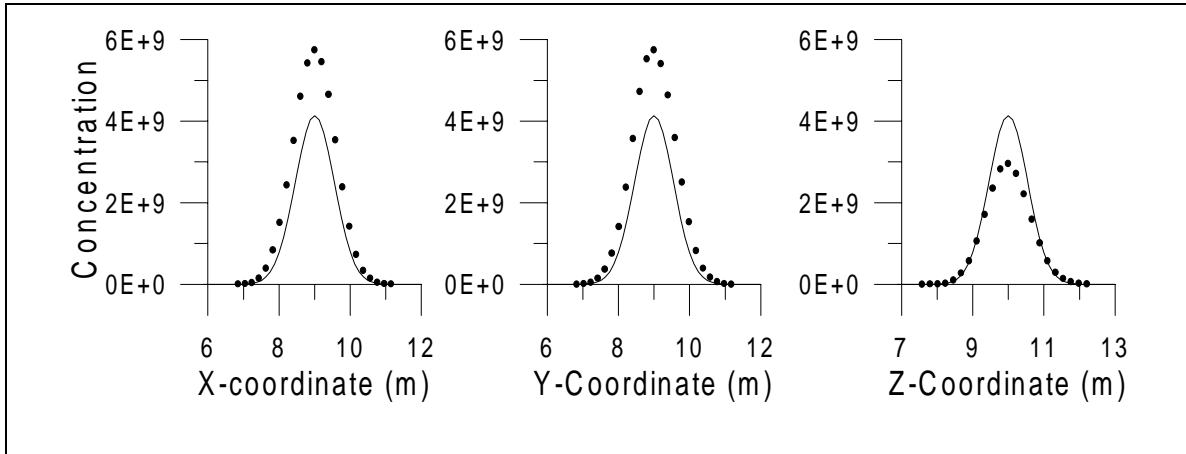 Concentration
6E+9
4E+9
2E+9
0E+0
6 8 10 12
X-coordinate (m)
6E+9
4E+9
2E+9
0E+0
6 8 10 12
Y-Coordinate (m)
6E+9
4E+9
2E+9
0E+0
7 9 11 13
Z-Coordinate (m)